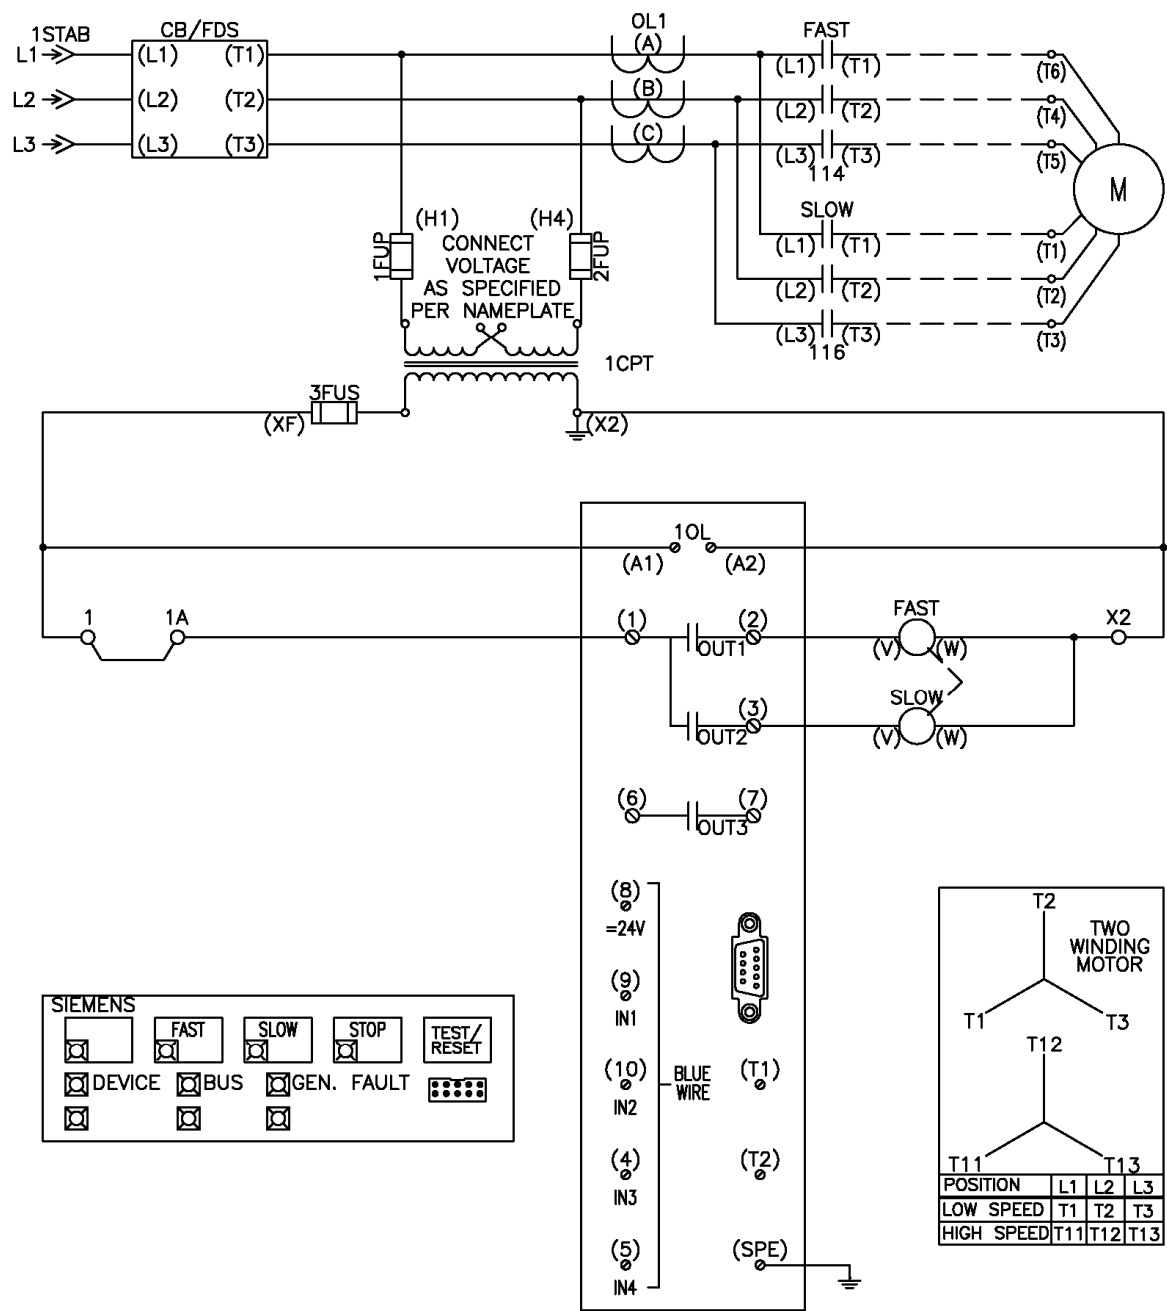 1STAB
CB/FDS
OL1
FAST
L1 (L1) (T1) (A) (L1) (T1) (T6)
L2 (L2) (T2) (B) (L2) (T2) (T4)
L3 (L3) (T3) (C) (L3) (T3) (T5)
114
M
SLOW
(L1) (T1) (T1)
(L2) (T2) (T2)
(L3) (T3) (T3)
116
(H1) (H4)
1FUP
2FUP
CONNECT
VOLTAGE
AS SPECIFIED
PER NAMEPLATE
1CPT
3FUS
(XF) (X2)
1OL
(A1) (A2)
1 1A (1) (2) FAST X2
OUT1 (V) (W)
(3) SLOW
OUT2 (V) (W)
(6) (7)
OUT3
(8)
=24V
(9)
IN1
(10)
IN2
(4)
IN3
(5)
IN4
BLUE
WIRE
(T1)
(T2)
(SPE)
SIEMENS
FAST SLOW STOP TEST/
RESET
DEVICE BUS GEN. FAULT
T2
TWO
WINDING
MOTOR
T1 T3
T12
T11 T13
POSITION L1 L2 L3
LOW SPEED T1 T2 T3
HIGH SPEED T11 T12 T13